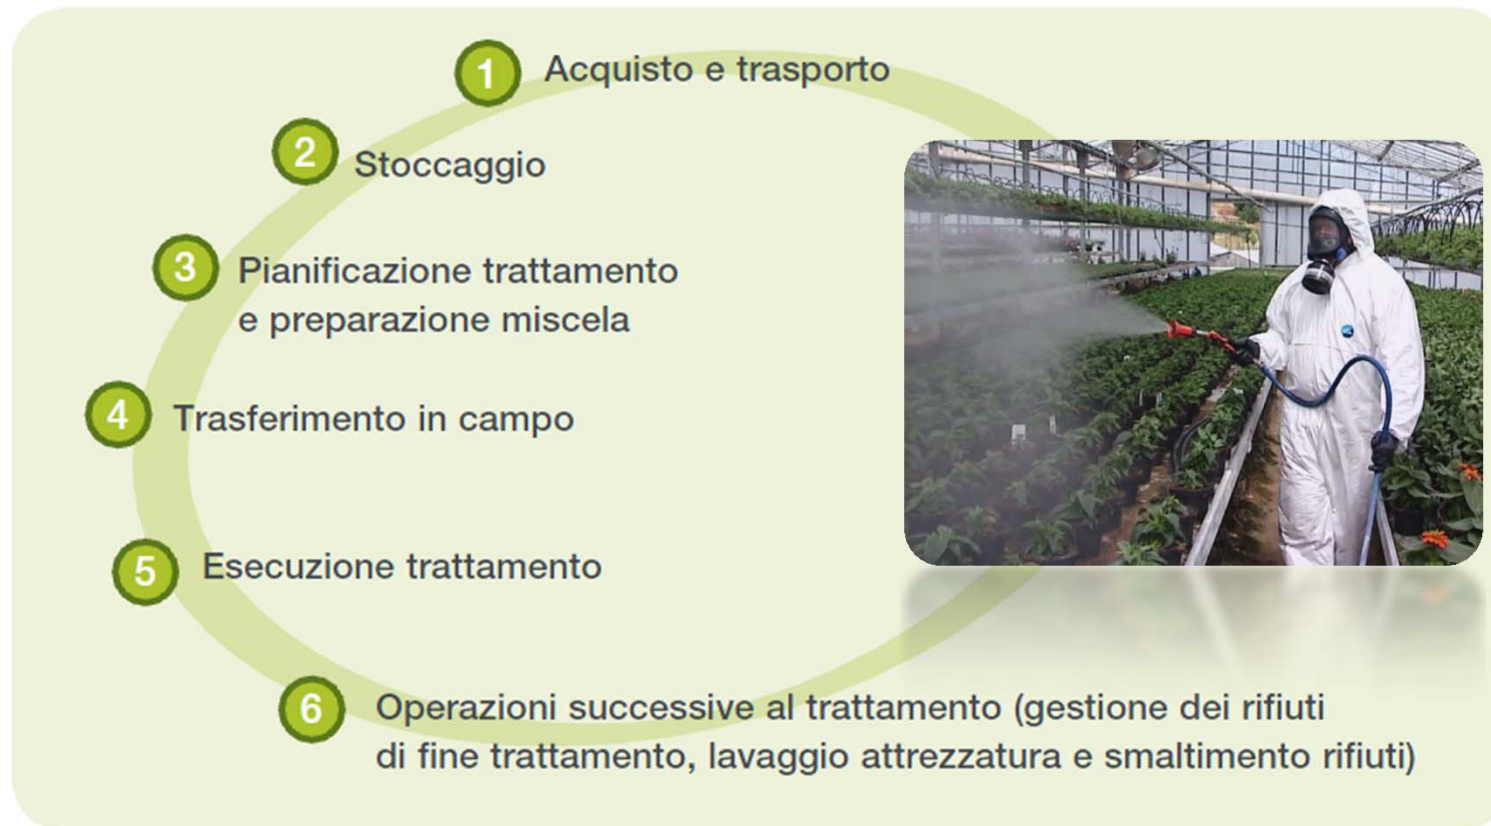 1 Acquisto e trasporto
2 Stoccaggio
3 Pianificazione trattamento
e preparazione miscela
4 Trasferimento in campo
5 Esecuzione trattamento
6 Operazioni successive al trattamento (gestione dei rifiuti
di fine trattamento, lavaggio attrezzatura e smaltimento rifiuti)